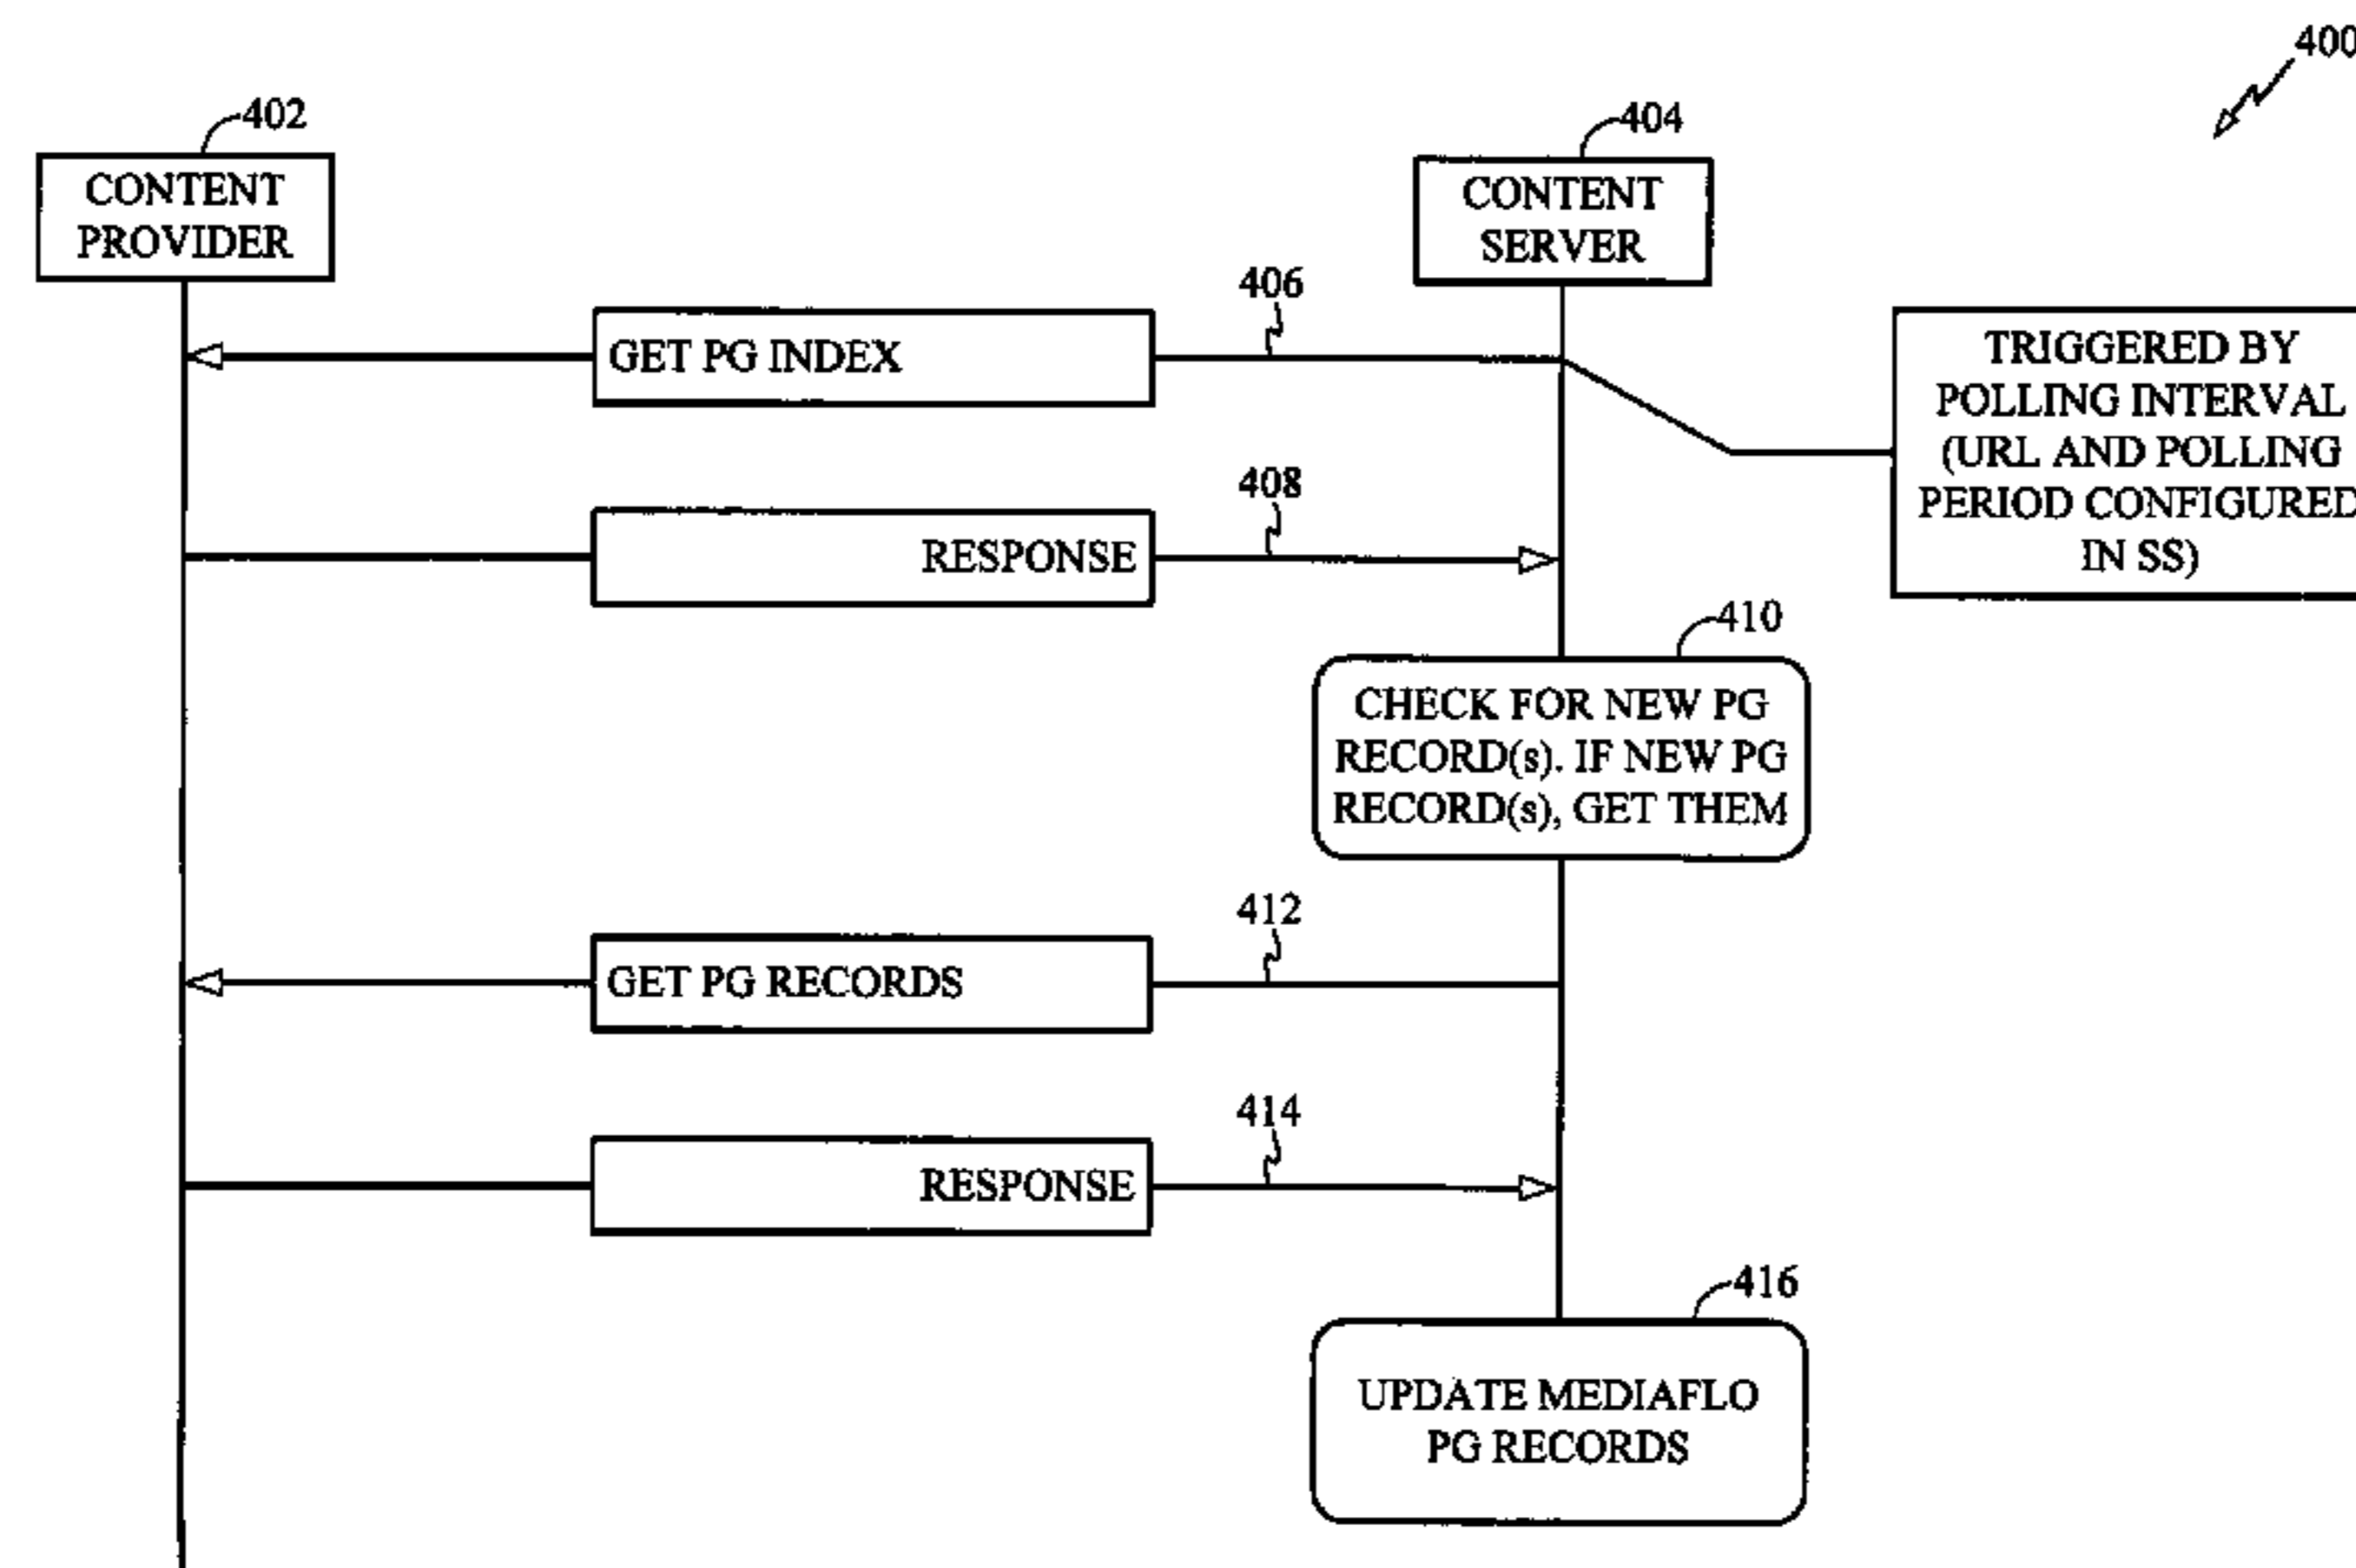 400
402
404
CONTENT
PROVIDER
CONTENT
SERVER
406
GET PG INDEX
TRIGGERED BY
POLLING INTERVAL
(URL AND POLLING
PERIOD CONFIGURED
IN SS)
408
RESPONSE
410
CHECK FOR NEW PG
RECORD(s). IF NEW PG
RECORD(s), GET THEM
412
GET PG RECORDS
414
RESPONSE
416
UPDATE MEDIAFLO
PG RECORDS